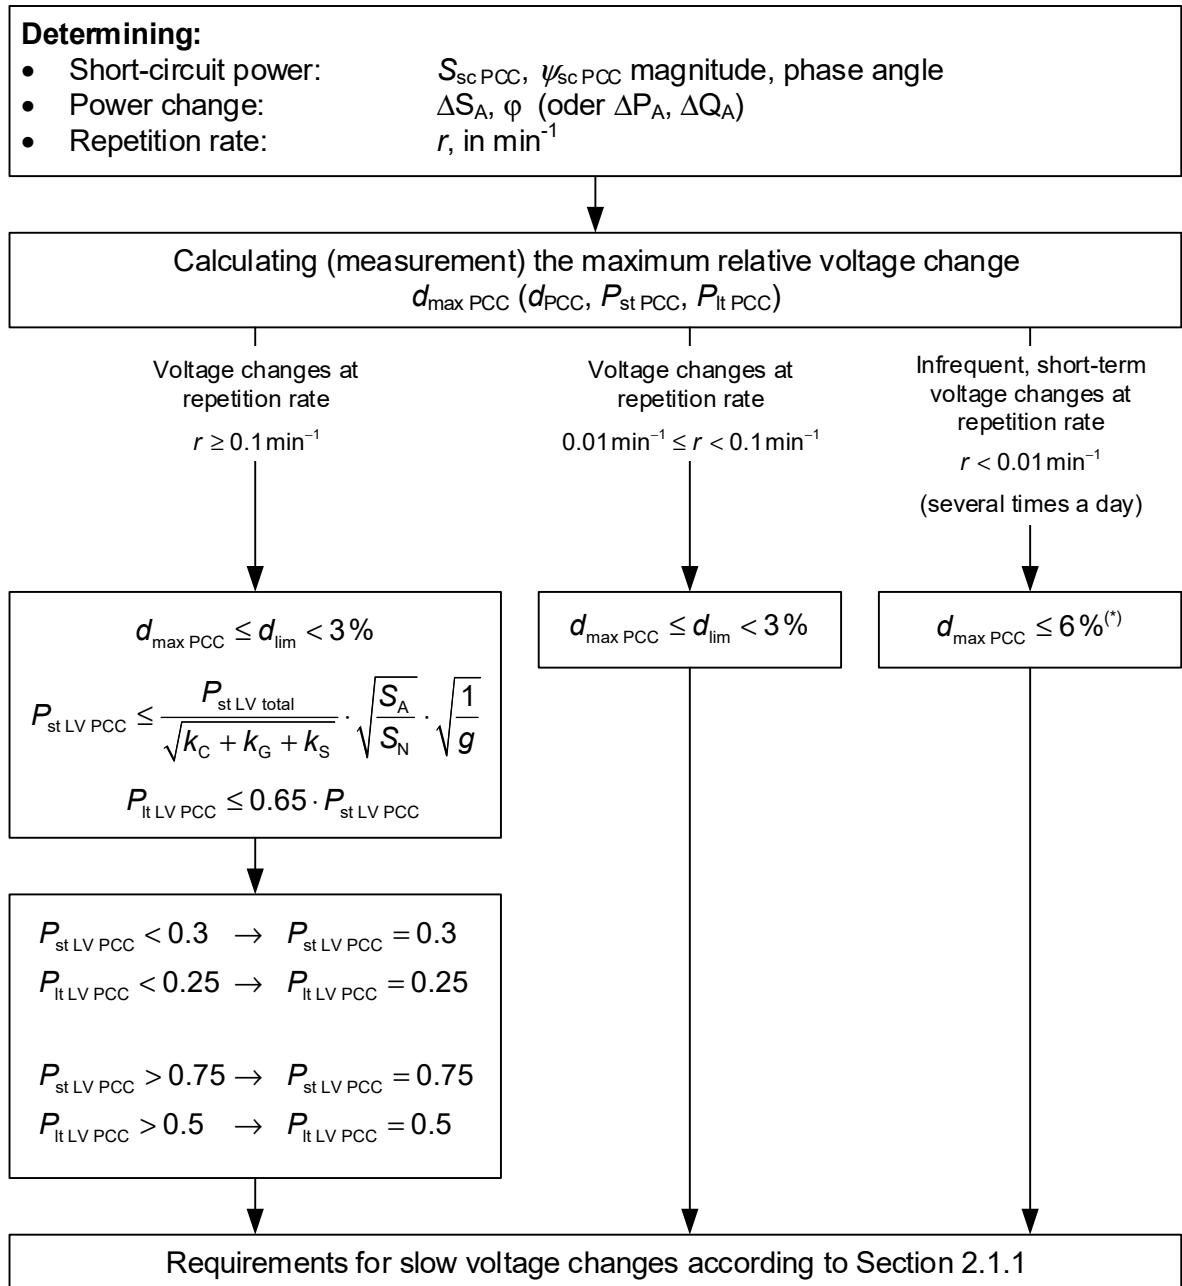 Determining:
• Short-circuit power: S_sc PCC, ψ_sc PCC magnitude, phase angle
• Power change: ΔS_A, φ (oder ΔP_A, ΔQ_A)
• Repetition rate: r, in min⁻¹
Calculating (measurement) the maximum relative voltage change
d_max PCC (d_PCC, P_st PCC, P_lt PCC)
Voltage changes at
repetition rate
r ≥ 0.1 min⁻¹
Voltage changes at
repetition rate
0.01 min⁻¹ ≤ r < 0.1 min⁻¹
Infrequent, short-term
voltage changes at
repetition rate
r < 0.01 min⁻¹
(several times a day)
d_max PCC ≤ d_lim < 3 %
P_st LV PCC ≤ P_st LV total / √(k_C + k_G + k_S) · √(S_A / S_N) · √(1 / g)
P_lt LV PCC ≤ 0.65 · P_st LV PCC
d_max PCC ≤ d_lim < 3 %
d_max PCC ≤ 6 %(*)
P_st LV PCC < 0.3 → P_st LV PCC = 0.3
P_lt LV PCC < 0.25 → P_lt LV PCC = 0.25
P_st LV PCC > 0.75 → P_st LV PCC = 0.75
P_lt LV PCC > 0.5 → P_lt LV PCC = 0.5
Requirements for slow voltage changes according to Section 2.1.1